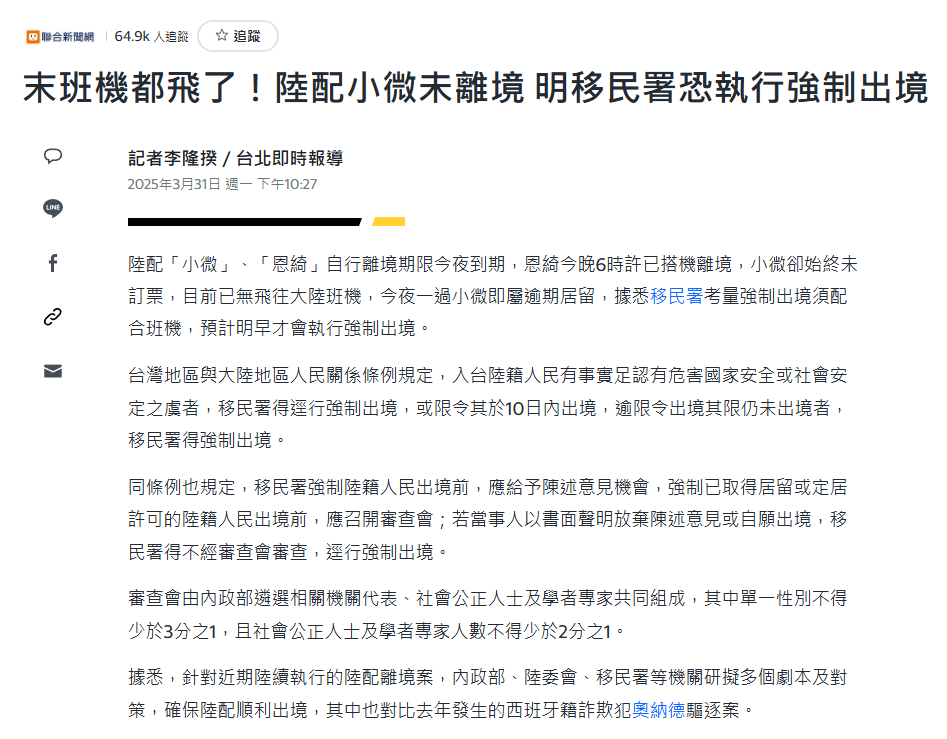 聯合新聞網 | 64.9k 人追蹤 ☆ 追蹤
末班機都飛了！陸配小微未離境 明移民署恐執行強制出境
記者李隆揆 / 台北即時報導
2025年3月31日 週一 下午10:27
LINE
陸配「小微」、「恩綺」自行離境期限今夜到期，恩綺今晚6時許已搭機離境，小微卻始終未
訂票，目前已無飛往大陸班機，今夜一過小微即屬逾期居留，據悉移民署考量強制出境須配
合班機，預計明早才會執行強制出境。
台灣地區與大陸地區人民關係條例規定，入台陸籍人民有事實足認有危害國家安全或社會安
定之虞者，移民署得逕行強制出境，或限令其於10日內出境，逾限令出境其限仍未出境者，
移民署得強制出境。
同條例也規定，移民署強制陸籍人民出境前，應給予陳述意見機會，強制已取得居留或定居
許可的陸籍人民出境前，應召開審查會；若當事人以書面聲明放棄陳述意見或自願出境，移
民署得不經審查會審查，逕行強制出境。
審查會由內政部遴選相關機關代表、社會公正人士及學者專家共同組成，其中單一性別不得
少於3分之1，且社會公正人士及學者專家人數不得少於2分之1。
據悉，針對近期陸續執行的陸配離境案，內政部、陸委會、移民署等機關研擬多個劇本及對
策，確保陸配順利出境，其中也對比去年發生的西班牙籍詐欺犯奧納德驅逐案。